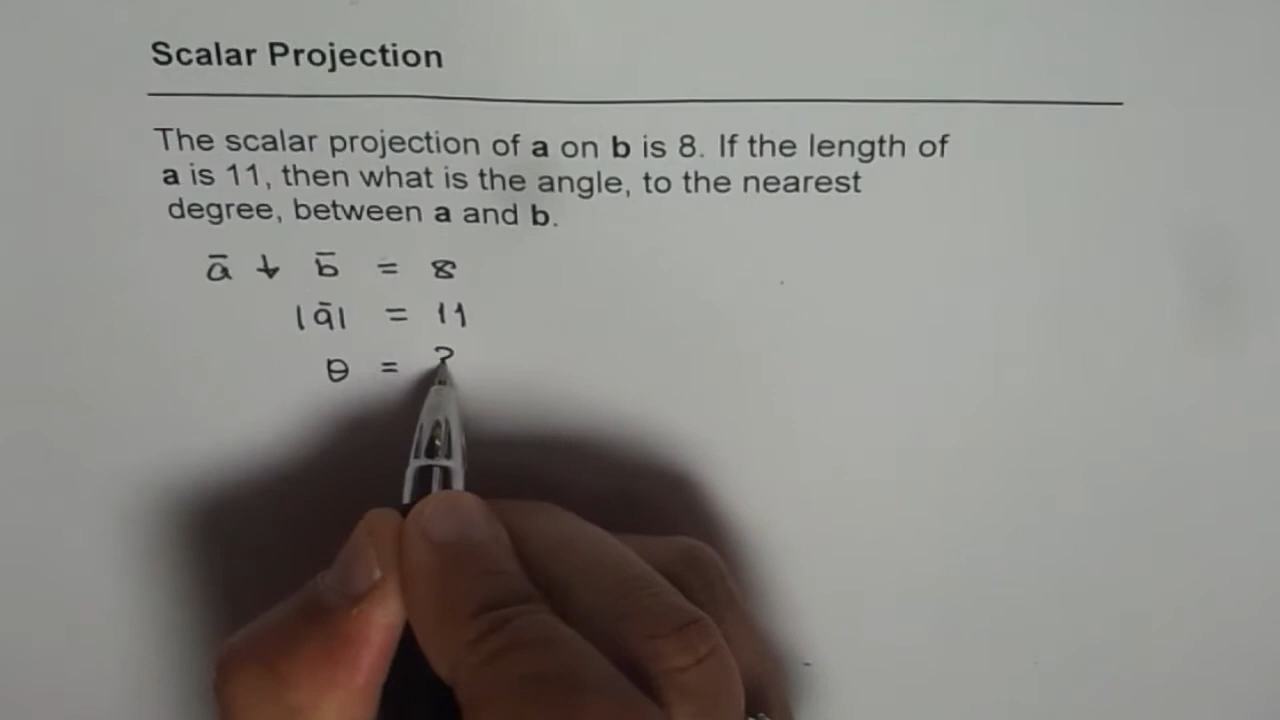 Scalar Projection
The scalar projection of a on b is 8. If the length of
a is 11, then what is the angle, to the nearest
degree, between a and b.
a̅ ↓ b̅ = 8
|a̅| = 11
θ = ?